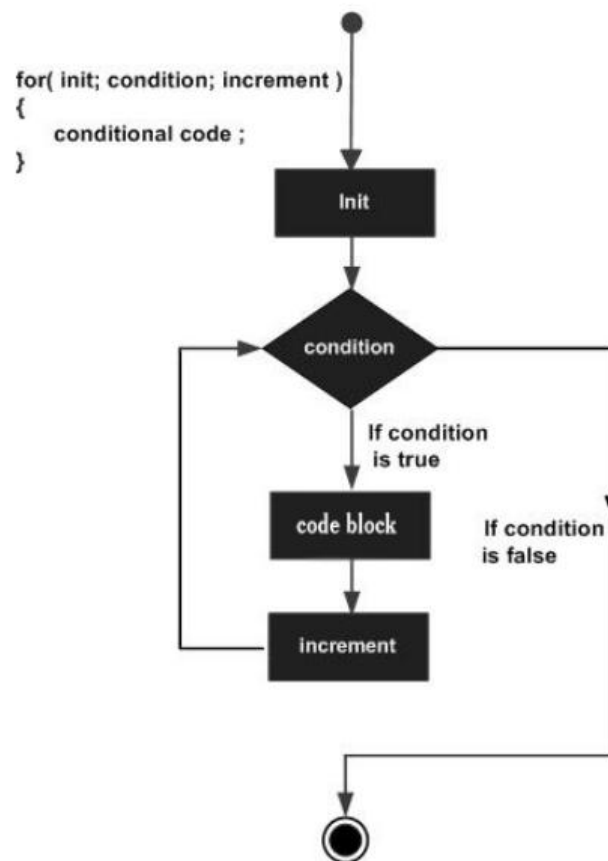 for( init; condition; increment )
{
conditional code ;
}
Init
condition
If condition
is true
code block
If condition
is false
increment